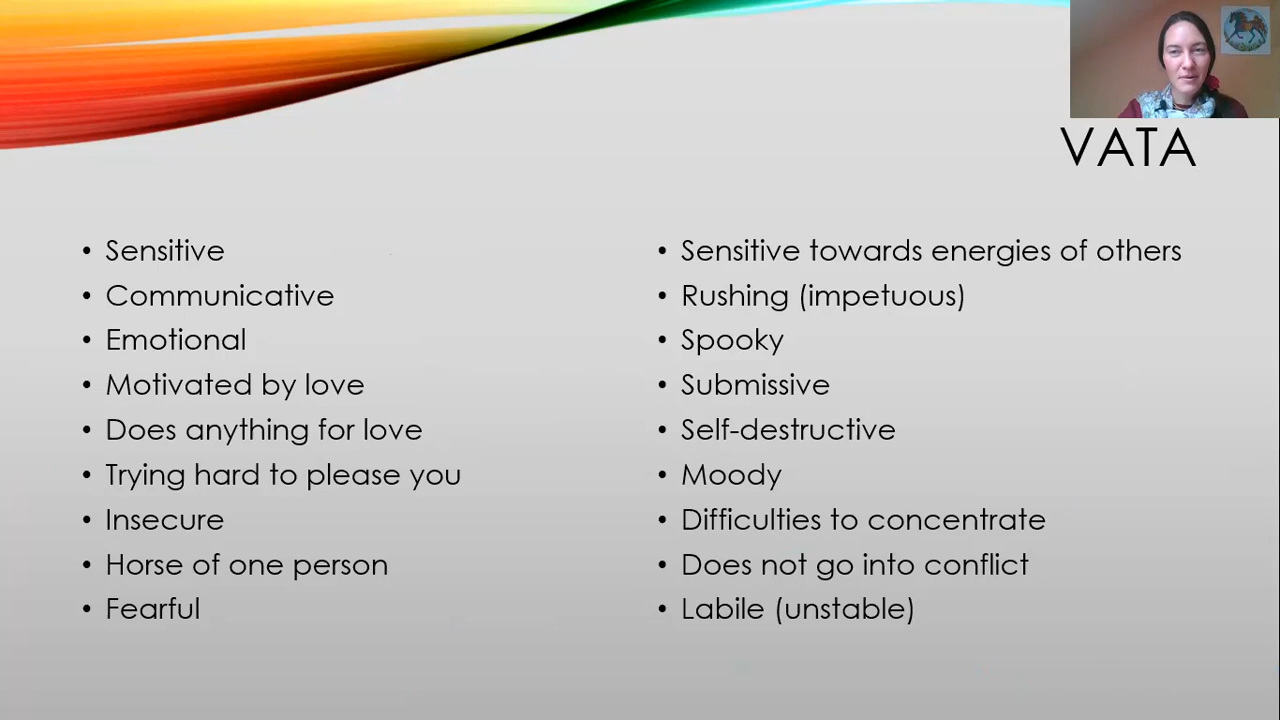 VATA
• Sensitive
• Communicative
• Emotional
• Motivated by love
• Does anything for love
• Trying hard to please you
• Insecure
• Horse of one person
• Fearful
• Sensitive towards energies of others
• Rushing (impetuous)
• Spooky
• Submissive
• Self-destructive
• Moody
• Difficulties to concentrate
• Does not go into conflict
• Labile (unstable)